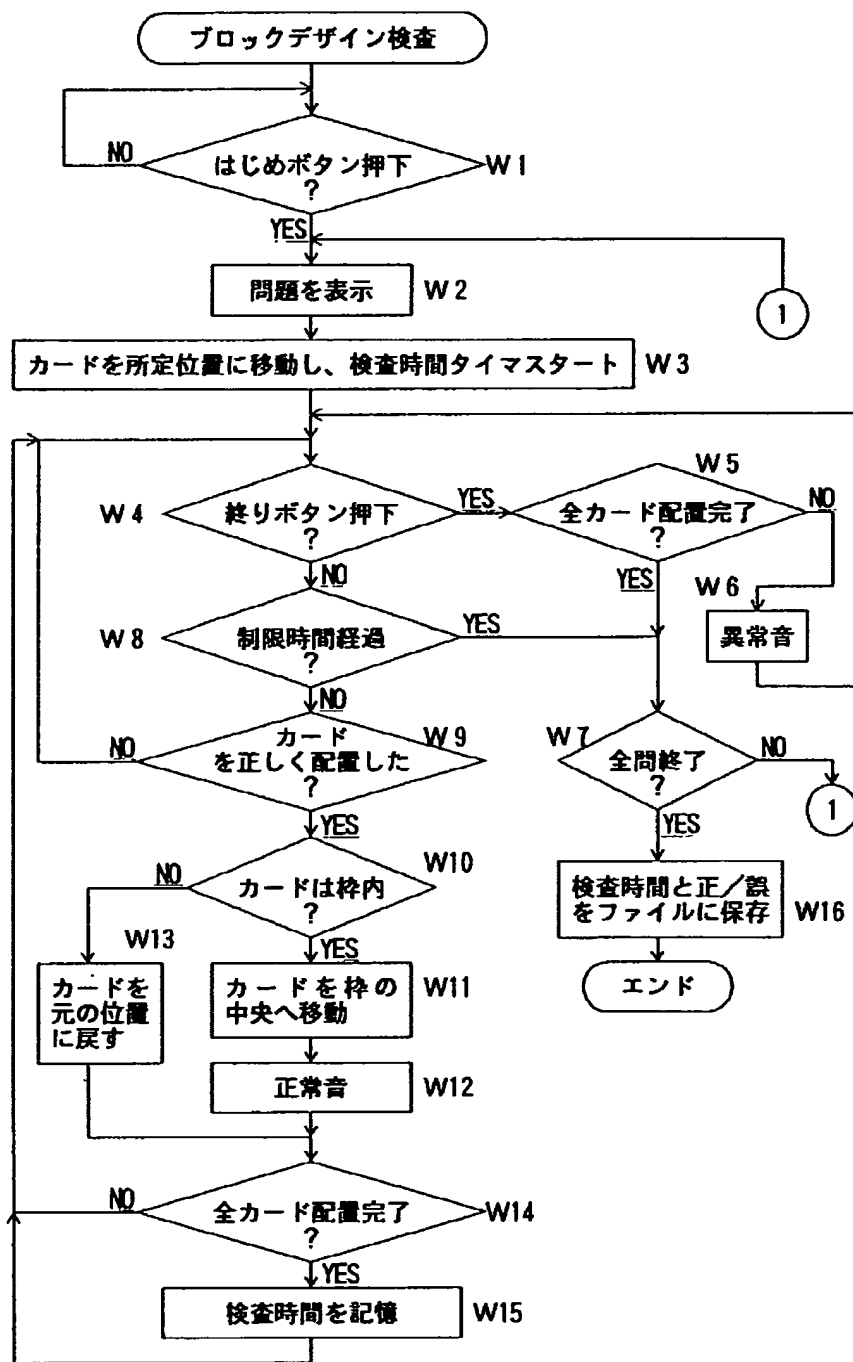 ブロックデザイン検査
NO
はじめボタン押下
?
W1
YES
問題を表示
W2
1
カードを所定位置に移動し、検査時間タイマスタート
W3
W4
終りボタン押下
?
YES
W5
全カード配置完了
?
NO
NO
YES
W6
異常音
W8
制限時間経過
?
YES
NO
NO
カード
を正しく配置した
?
W9
W7
全問終了
?
NO
1
YES
YES
NO
カードは枠内
?
W10
検査時間と正/誤
をファイルに保存
W16
W13
YES
カードを
元の位置
に戻す
カードを枠の
中央へ移動
W11
エンド
正常音
W12
NO
全カード配置完了
?
W14
YES
検査時間を記憶
W15